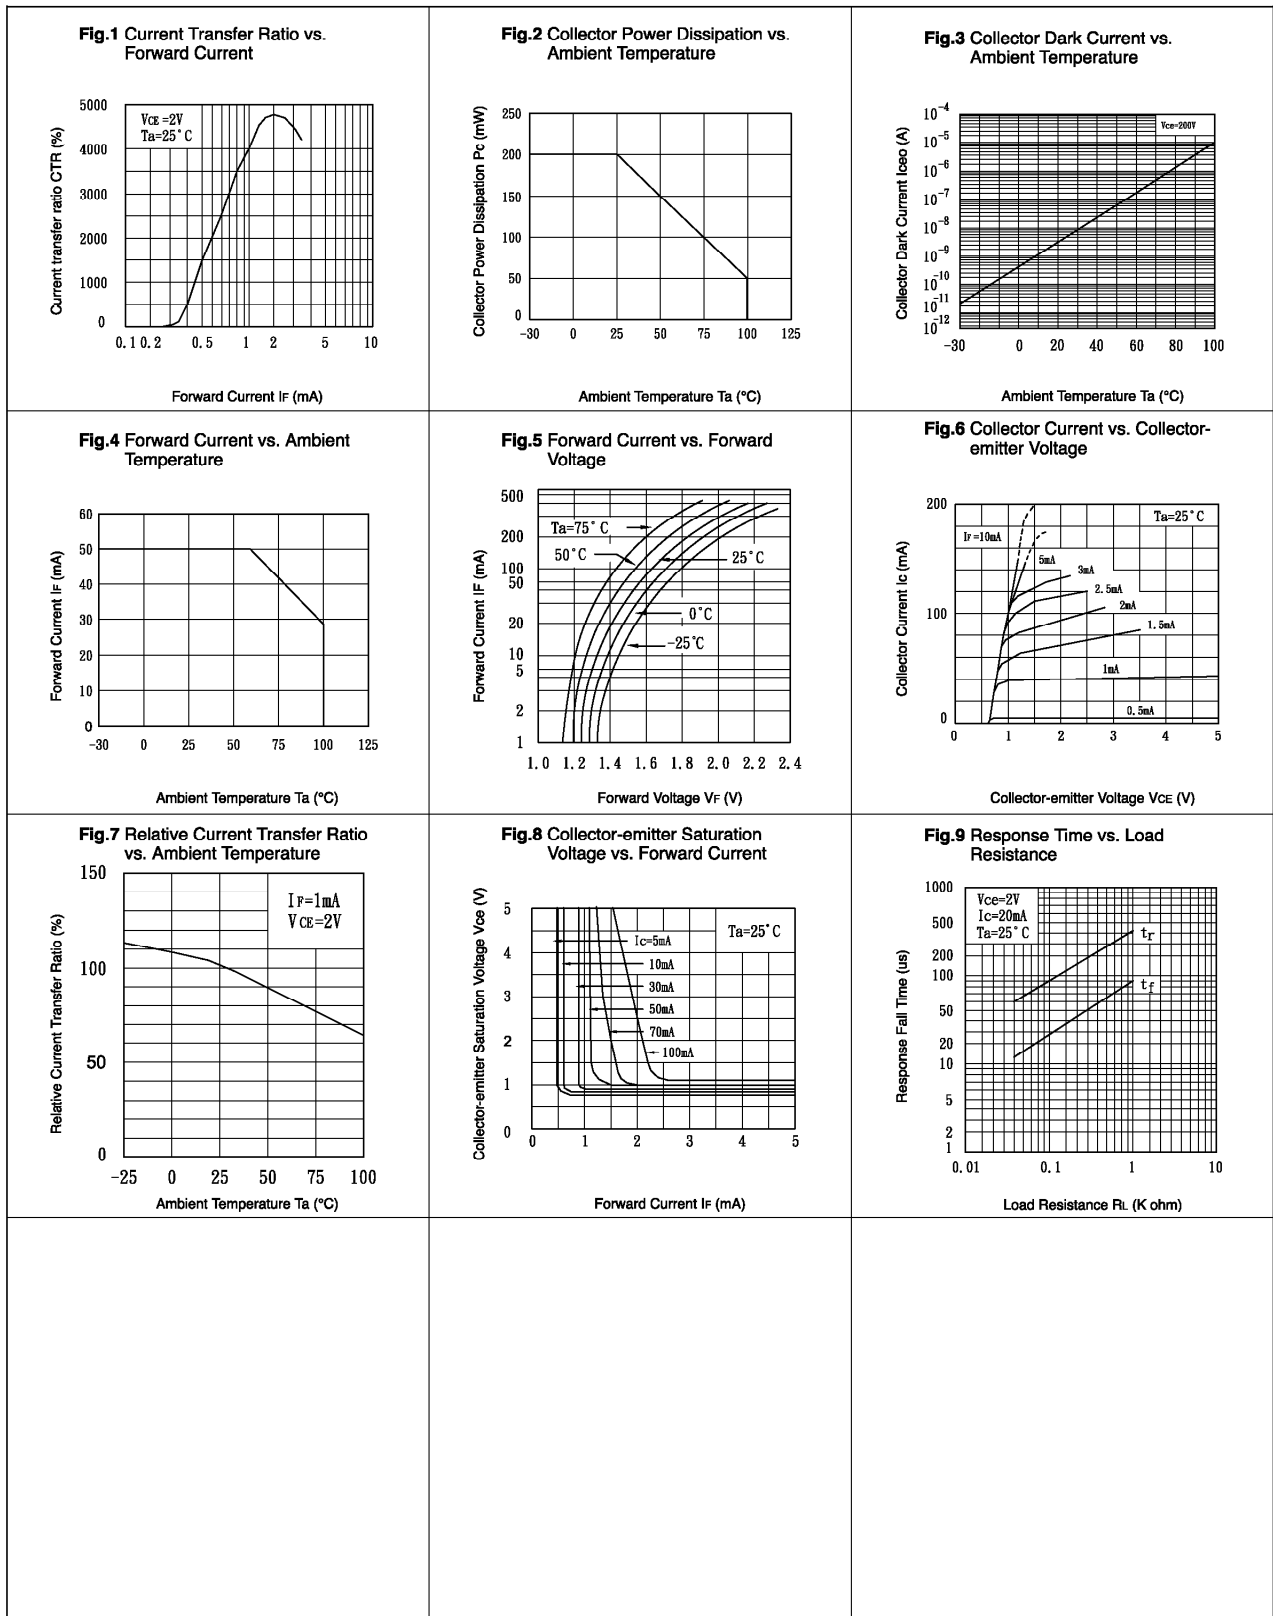 Fig.1 Current Transfer Ratio vs.
Forward Current
Current transfer ratio CTR (%)
5000
4000
3000
2000
1000
0
VCE =2V
Ta=25°C
0.1 0.2 0.5 1 2 5 10
Forward Current IF (mA)
Fig.2 Collector Power Dissipation vs.
Ambient Temperature
Collector Power Dissipation Pc (mW)
250
200
150
100
50
0
-30 0 25 50 75 100 125
Ambient Temperature Ta (°C)
Fig.3 Collector Dark Current vs.
Ambient Temperature
Collector Dark Current Iceo (A)
10-4
10-5
10-6
10-7
10-8
10-9
10-10
10-11
10-12
Vce=200V
-30 0 20 40 60 80 100
Ambient Temperature Ta (°C)
Fig.4 Forward Current vs. Ambient
Temperature
Forward Current IF (mA)
60
50
40
30
20
10
0
-30 0 25 50 75 100 125
Ambient Temperature Ta (°C)
Fig.5 Forward Current vs. Forward
Voltage
Forward Current IF (mA)
500
200
100
50
20
10
5
2
1
Ta=75°C
50°C
25°C
0°C
-25°C
1.0 1.2 1.4 1.6 1.8 2.0 2.2 2.4
Forward Voltage VF (V)
Fig.6 Collector Current vs. Collector-
emitter Voltage
Collector Current Ic (mA)
200
100
0
Ta=25°C
IF=10mA
5mA
3mA
2.5mA
2mA
1.5mA
1mA
0.5mA
0 1 2 3 4 5
Collector-emitter Voltage VCE (V)
Fig.7 Relative Current Transfer Ratio
vs. Ambient Temperature
Relative Current Transfer Ratio (%)
150
100
50
0
IF=1mA
VCE=2V
-25 0 25 50 75 100
Ambient Temperature Ta (°C)
Fig.8 Collector-emitter Saturation
Voltage vs. Forward Current
Collector-emitter Saturation Voltage Vce (V)
5
4
3
2
1
0
Ta=25°C
Ic=5mA
10mA
30mA
50mA
70mA
100mA
0 1 2 3 4 5
Forward Current IF (mA)
Fig.9 Response Time vs. Load
Resistance
Response Fall Time (us)
1000
500
200
100
50
20
10
5
2
1
Vce=2V
Ic=20mA
Ta=25°C
tr
tf
0.01 0.1 1 10
Load Resistance RL (K ohm)